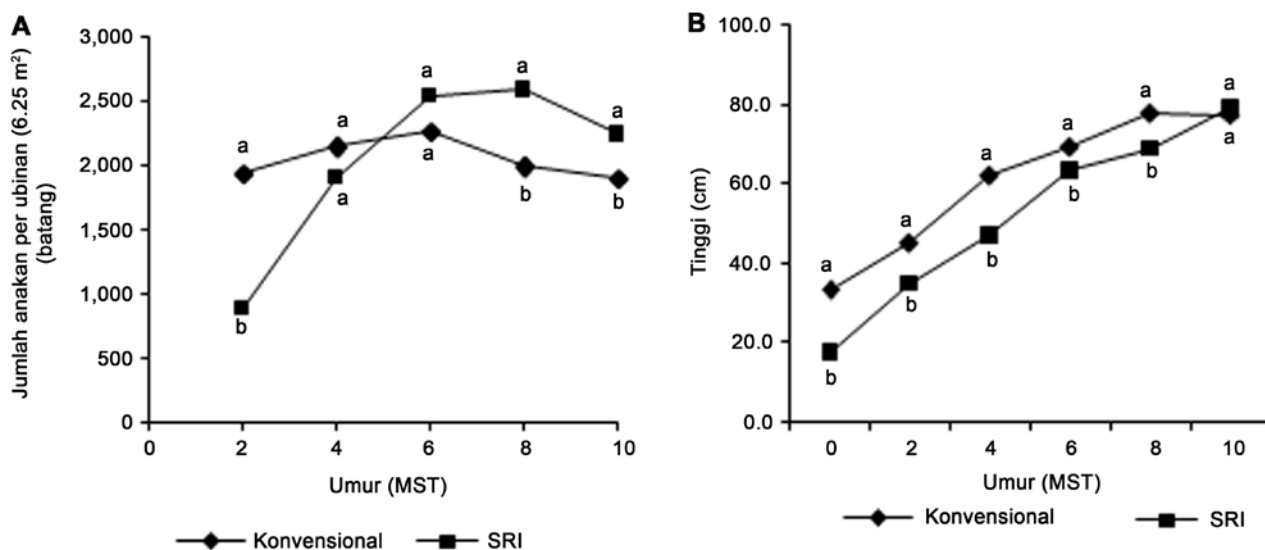 A
Jumlah anakan per ubinan (6.25 m²)
(batang)
3,000
2,500
2,000
1,500
1,000
500
0
a
a
a
a
a
a
a
b
b
b
0
2
4
6
8
10
Umur (MST)
Konvensional
SRI
B
Tinggi (cm)
100.0
80.0
60.0
40.0
20.0
0.0
a
a
a
a
a
a
a
b
b
b
b
b
0
2
4
6
8
10
Umur (MST)
Konvensional
SRI